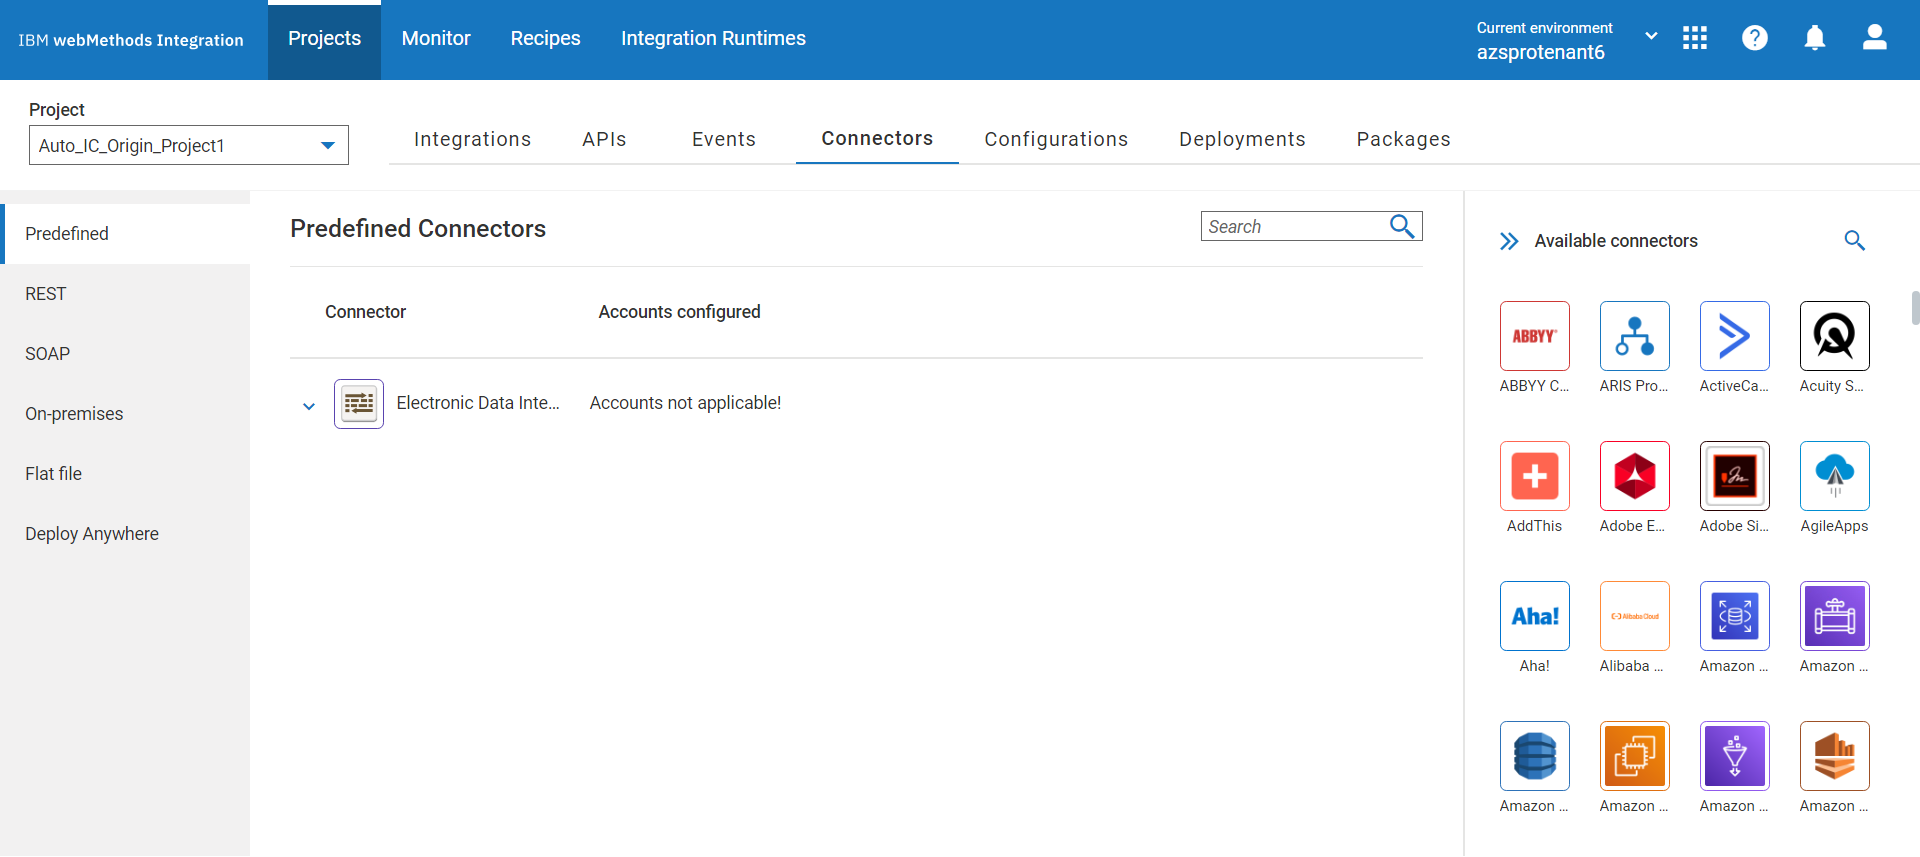 IBM webMethods Integration
Projects
Monitor
Recipes
Integration Runtimes
Current environment
azsprotenant6
Project
Auto_IC_Origin_Project1
Integrations
APIs
Events
Connectors
Configurations
Deployments
Packages
Predefined
REST
SOAP
On-premises
Flat file
Deploy Anywhere
Predefined Connectors
Search
Connector
Accounts configured
Electronic Data Inte...
Accounts not applicable!
Available connectors
ABBYY
ABBYY C...
ARIS Pro...
ActiveCa...
Acuity S...
AddThis
Adobe E...
Adobe Si...
AgileApps
Aha!
Alibaba Cloud
Aha!
Alibaba ...
Amazon ...
Amazon ...
Amazon ...
Amazon ...
Amazon ...
Amazon ...